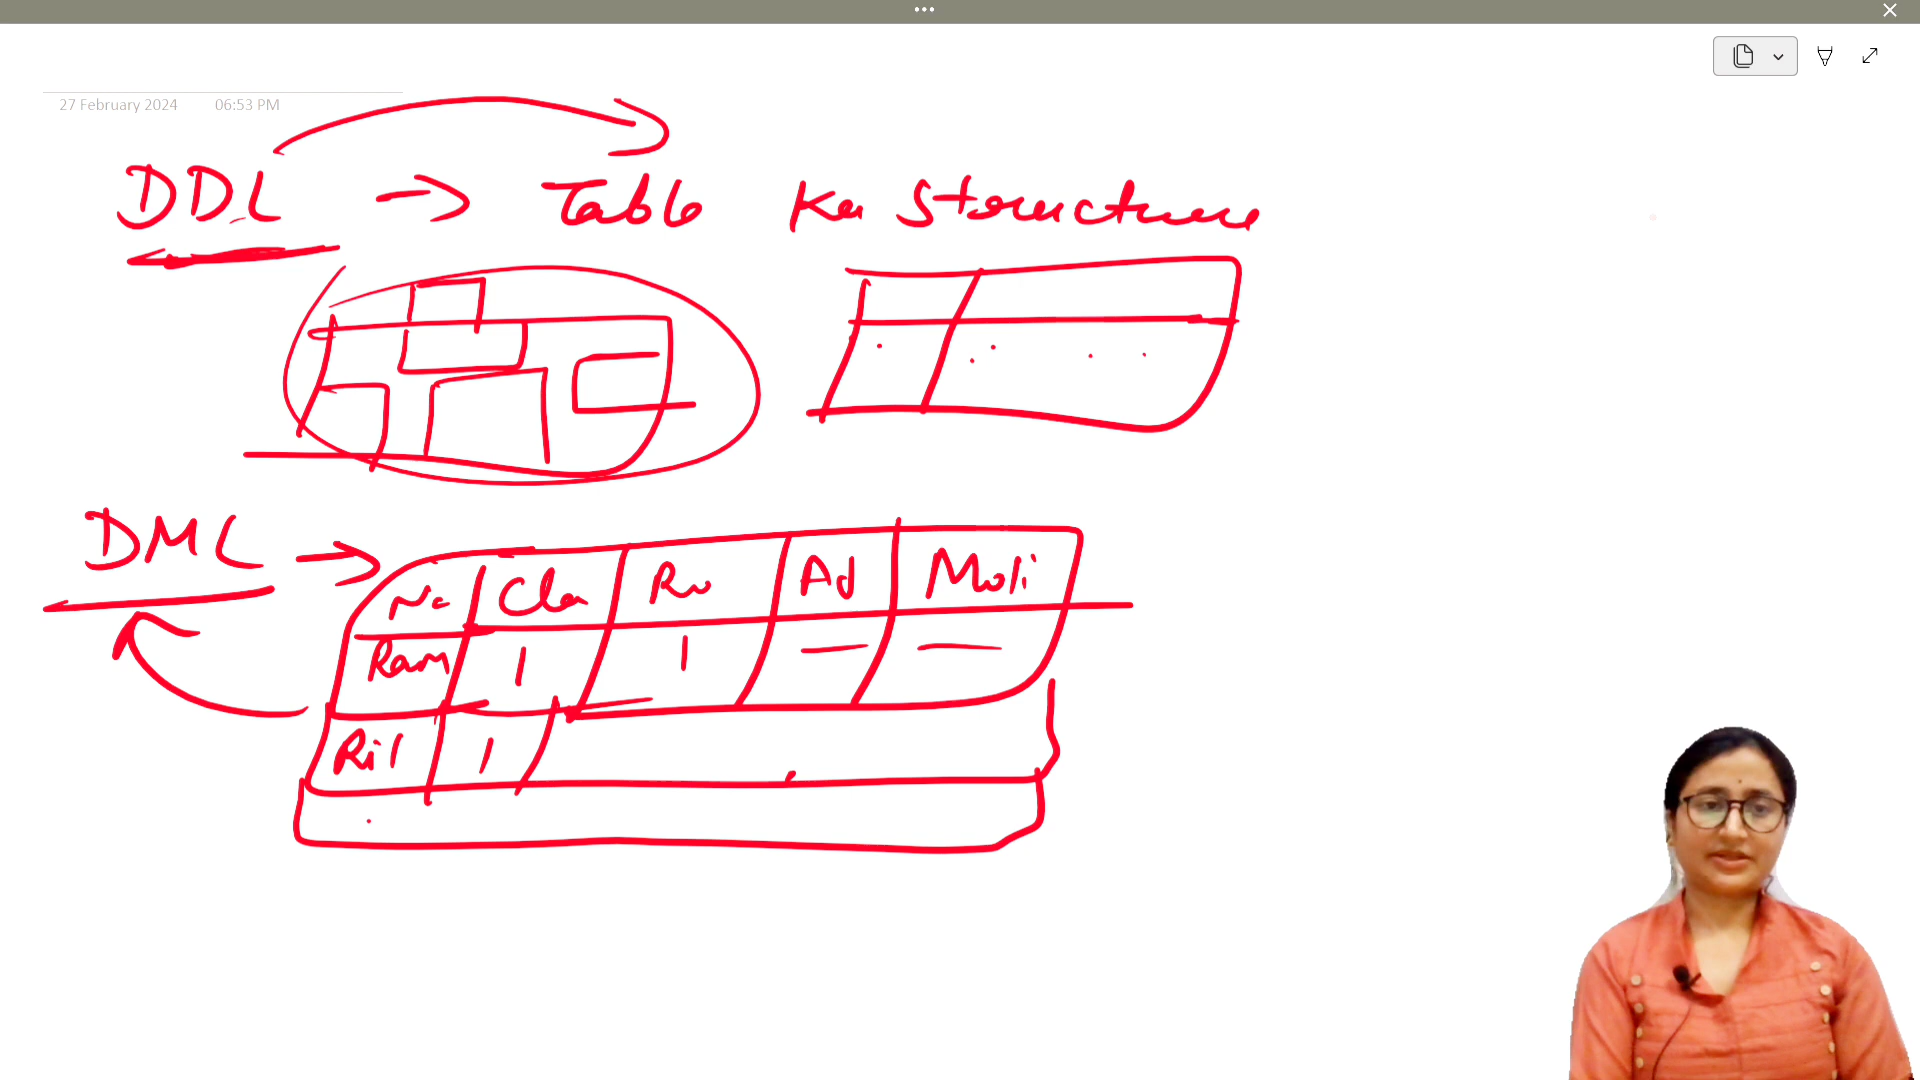 27 February 2024 06:53 PM
DDL → Table Ka Structure
DML →
Na Cla Ro Ad Mobi
Ram 1 1 — —
Ril 1